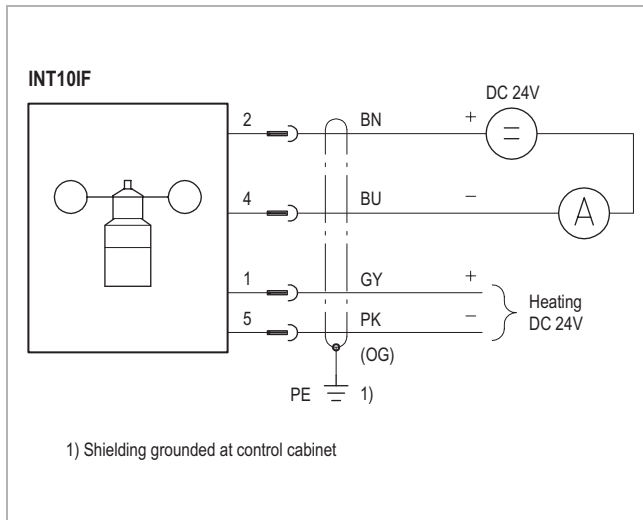 INT10IF
DC 24V
2 BN +
=
4 BU −
A
1 GY +
Heating
DC 24V
5 PK −
(OG)
PE 1)
1) Shielding grounded at control cabinet